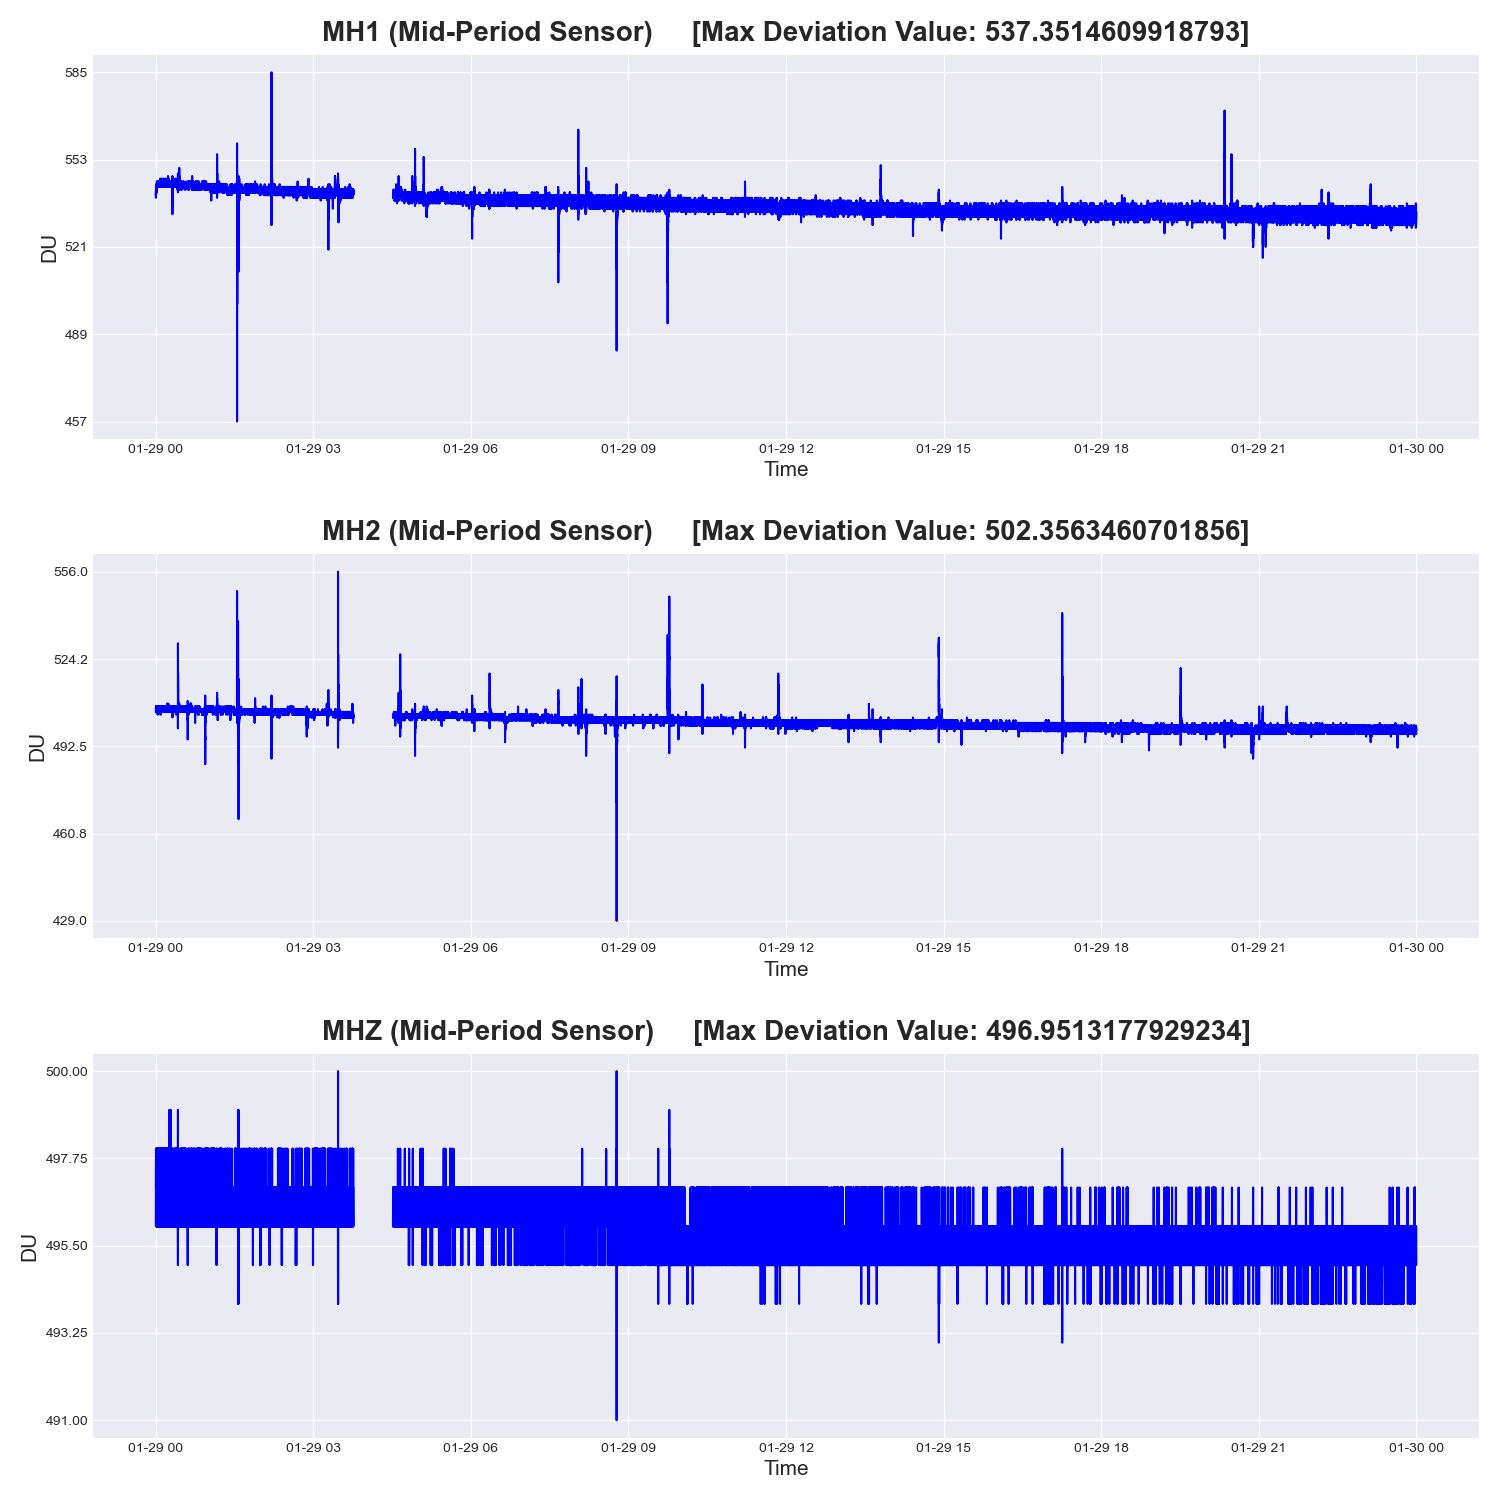 MH1 (Mid-Period Sensor) [Max Deviation Value: 537.3514609918793]
585
553
521
489
457
DU
01-29 00 01-29 03 01-29 06 01-29 09 01-29 12 01-29 15 01-29 18 01-29 21 01-30 00
Time
MH2 (Mid-Period Sensor) [Max Deviation Value: 502.3563460701856]
556.0
524.2
492.5
460.8
429.0
DU
01-29 00 01-29 03 01-29 06 01-29 09 01-29 12 01-29 15 01-29 18 01-29 21 01-30 00
Time
MHZ (Mid-Period Sensor) [Max Deviation Value: 496.9513177929234]
500.00
497.75
495.50
493.25
491.00
DU
01-29 00 01-29 03 01-29 06 01-29 09 01-29 12 01-29 15 01-29 18 01-29 21 01-30 00
Time